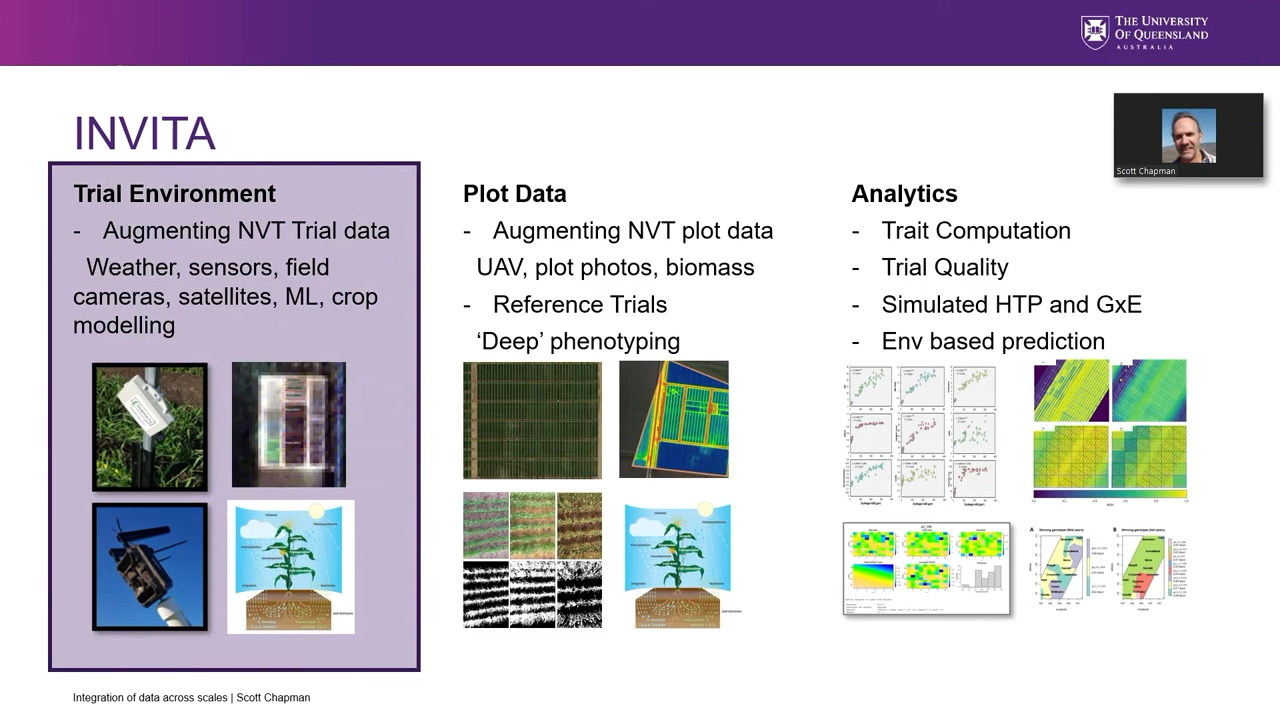 THE UNIVERSITY
OF QUEENSLAND
AUSTRALIA
INVITA
Scott Chapman
Trial Environment
- Augmenting NVT Trial data
Weather, sensors, field
cameras, satellites, ML, crop
modelling
Plot Data
- Augmenting NVT plot data
UAV, plot photos, biomass
- Reference Trials
‘Deep’ phenotyping
Analytics
- Trait Computation
- Trial Quality
- Simulated HTP and GxE
- Env based prediction
Integration of data across scales | Scott Chapman